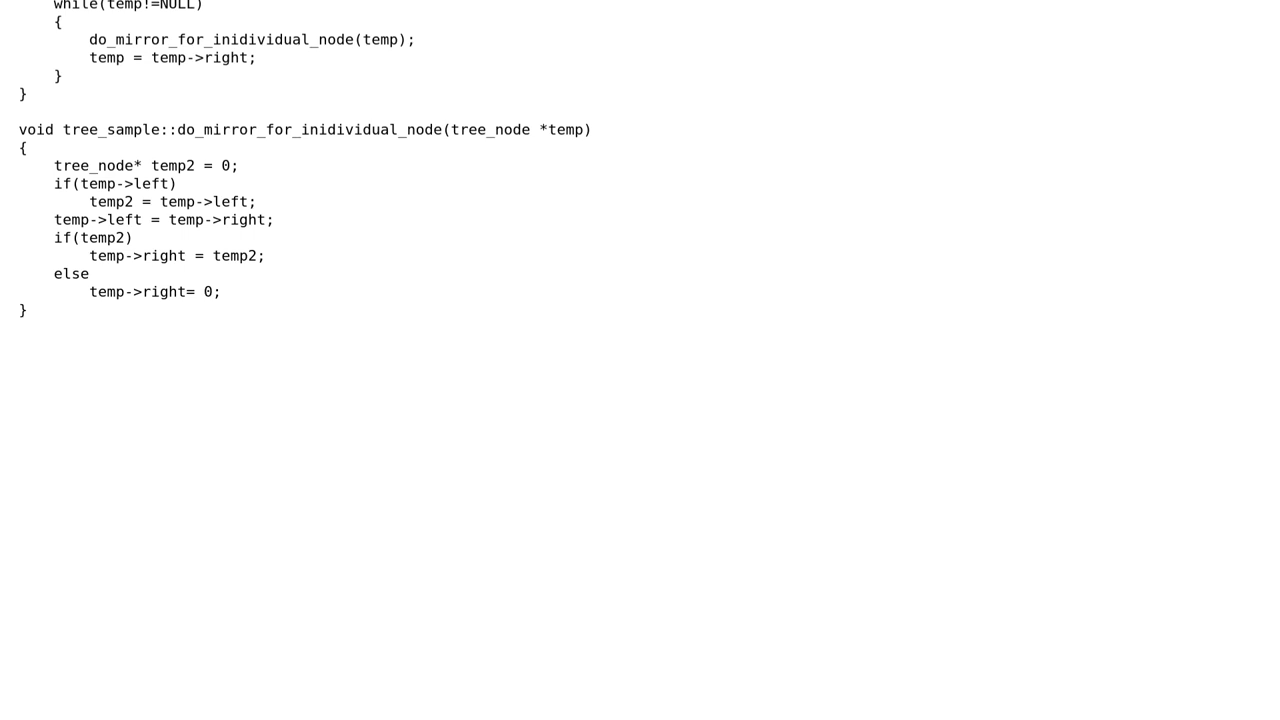 while(temp!=NULL)
    {
        do_mirror_for_inidividual_node(temp);
        temp = temp->right;
    }
}

void tree_sample::do_mirror_for_inidividual_node(tree_node *temp)
{
    tree_node* temp2 = 0;
    if(temp->left)
        temp2 = temp->left;
    temp->left = temp->right;
    if(temp2)
        temp->right = temp2;
    else
        temp->right= 0;
}